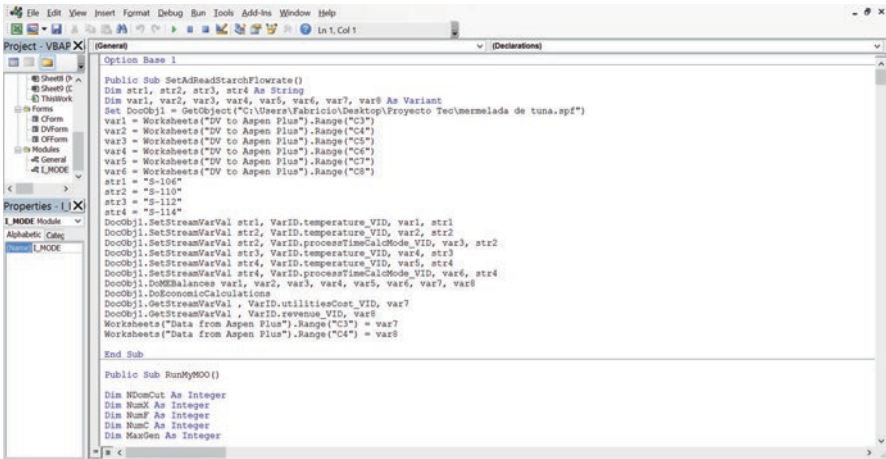 File Edit View Insert Format Debug Run Tools Add-Ins Window Help
Ln 1, Col 1
Project - VBAP
Sheet8 (P
Sheet9 (C
ThisWork
Forms
CForm
DVForm
OFForm
Modules
General
I_MODE
Properties - I_I
I_MODE Module
Alphabetic Categ
(Name) I_MODE
(General)
(Declarations)
Option Base 1
Public Sub SetAdReadStarchFlowrate()
Dim str1, str2, str3, str4 As String
Dim var1, var2, var3, var4, var5, var6, var7, var8 As Variant
Set DocObj1 = GetObject("C:\Users\Fabricio\Desktop\Proyecto Tec\mermelada de tuna.spf")
var1 = Worksheets("DV to Aspen Plus").Range("C3")
var2 = Worksheets("DV to Aspen Plus").Range("C4")
var3 = Worksheets("DV to Aspen Plus").Range("C5")
var4 = Worksheets("DV to Aspen Plus").Range("C6")
var5 = Worksheets("DV to Aspen Plus").Range("C7")
var6 = Worksheets("DV to Aspen Plus").Range("C8")
str1 = "S-106"
str2 = "S-110"
str3 = "S-112"
str4 = "S-114"
DocObj1.SetStreamVarVal str1, VarID.temperature_VID, var1, str1
DocObj1.SetStreamVarVal str2, VarID.temperature_VID, var2, str2
DocObj1.SetStreamVarVal str2, VarID.processTimeCalcMode_VID, var3, str2
DocObj1.SetStreamVarVal str3, VarID.temperature_VID, var4, str3
DocObj1.SetStreamVarVal str4, VarID.temperature_VID, var5, str4
DocObj1.SetStreamVarVal str4, VarID.processTimeCalcMode_VID, var6, str4
DocObj1.DoMEBalances var1, var2, var3, var4, var5, var6, var7, var8
DocObj1.DoEconomicCalculations
DocObj1.GetStreamVarVal , VarID.utilitiesCost_VID, var7
DocObj1.GetStreamVarVal , VarID.revenue_VID, var8
Worksheets("Data from Aspen Plus").Range("C3") = var7
Worksheets("Data from Aspen Plus").Range("C4") = var8
End Sub
Public Sub RunMyMOO()
Dim NDomCut As Integer
Dim NumX As Integer
Dim NumF As Integer
Dim NumC As Integer
Dim MaxGen As Integer